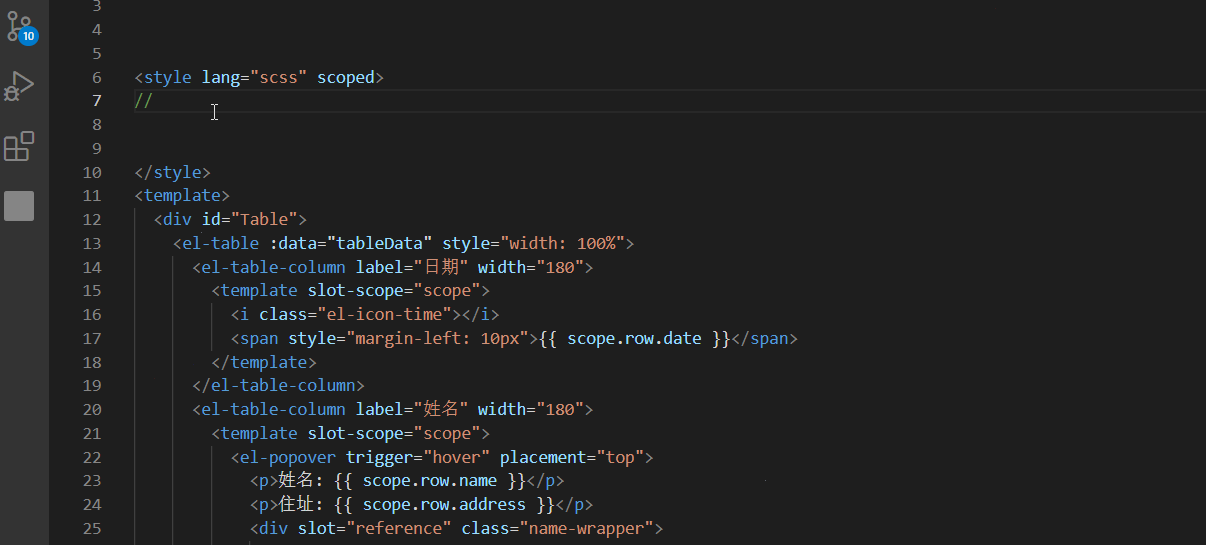 3
4
5
6 <style lang="scss" scoped>
7 //
8
9
10 </style>
11 <template>
12 <div id="Table">
13 <el-table :data="tableData" style="width: 100%">
14 <el-table-column label="日期" width="180">
15 <template slot-scope="scope">
16 <i class="el-icon-time"></i>
17 <span style="margin-left: 10px">{{ scope.row.date }}</span>
18 </template>
19 </el-table-column>
20 <el-table-column label="姓名" width="180">
21 <template slot-scope="scope">
22 <el-popover trigger="hover" placement="top">
23 <p>姓名: {{ scope.row.name }}</p>
24 <p>住址: {{ scope.row.address }}</p>
25 <div slot="reference" class="name-wrapper">
10